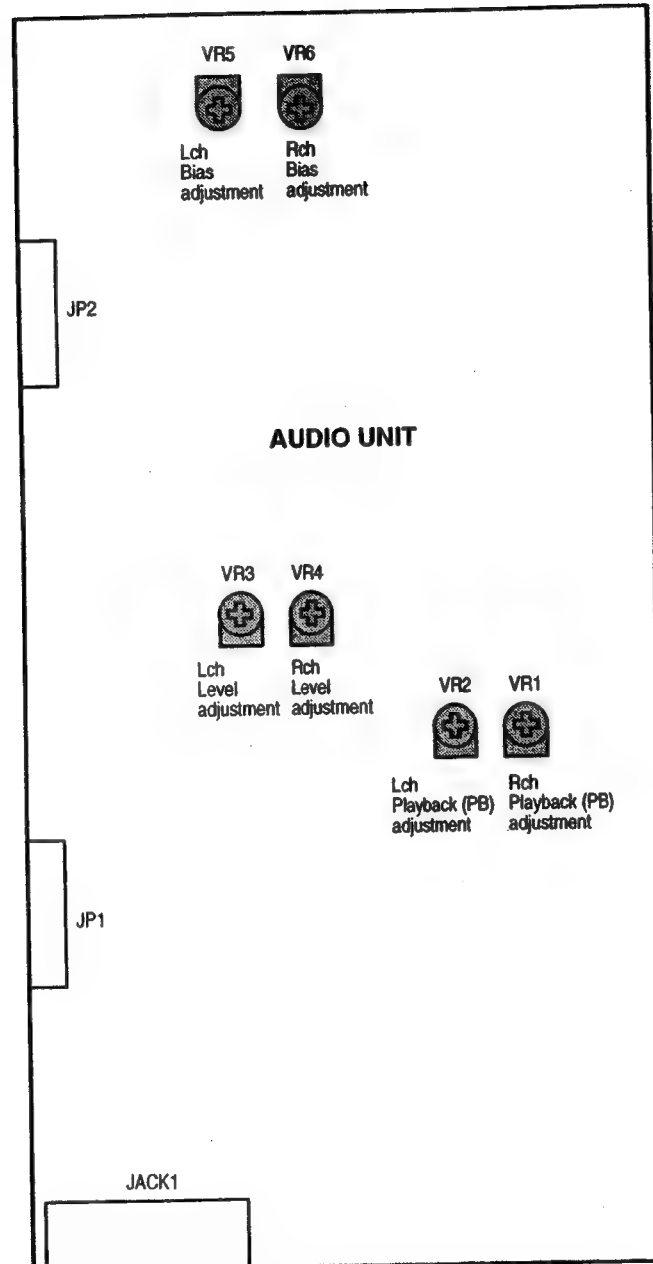 VR5 VR6
Lch
Bias
adjustment
Rch
Bias
adjustment
JP2
AUDIO UNIT
VR3 VR4
Lch
Level
adjustment
Rch
Level
adjustment
VR2 VR1
Lch
Playback (PB)
adjustment
Rch
Playback (PB)
adjustment
JP1
JACK1